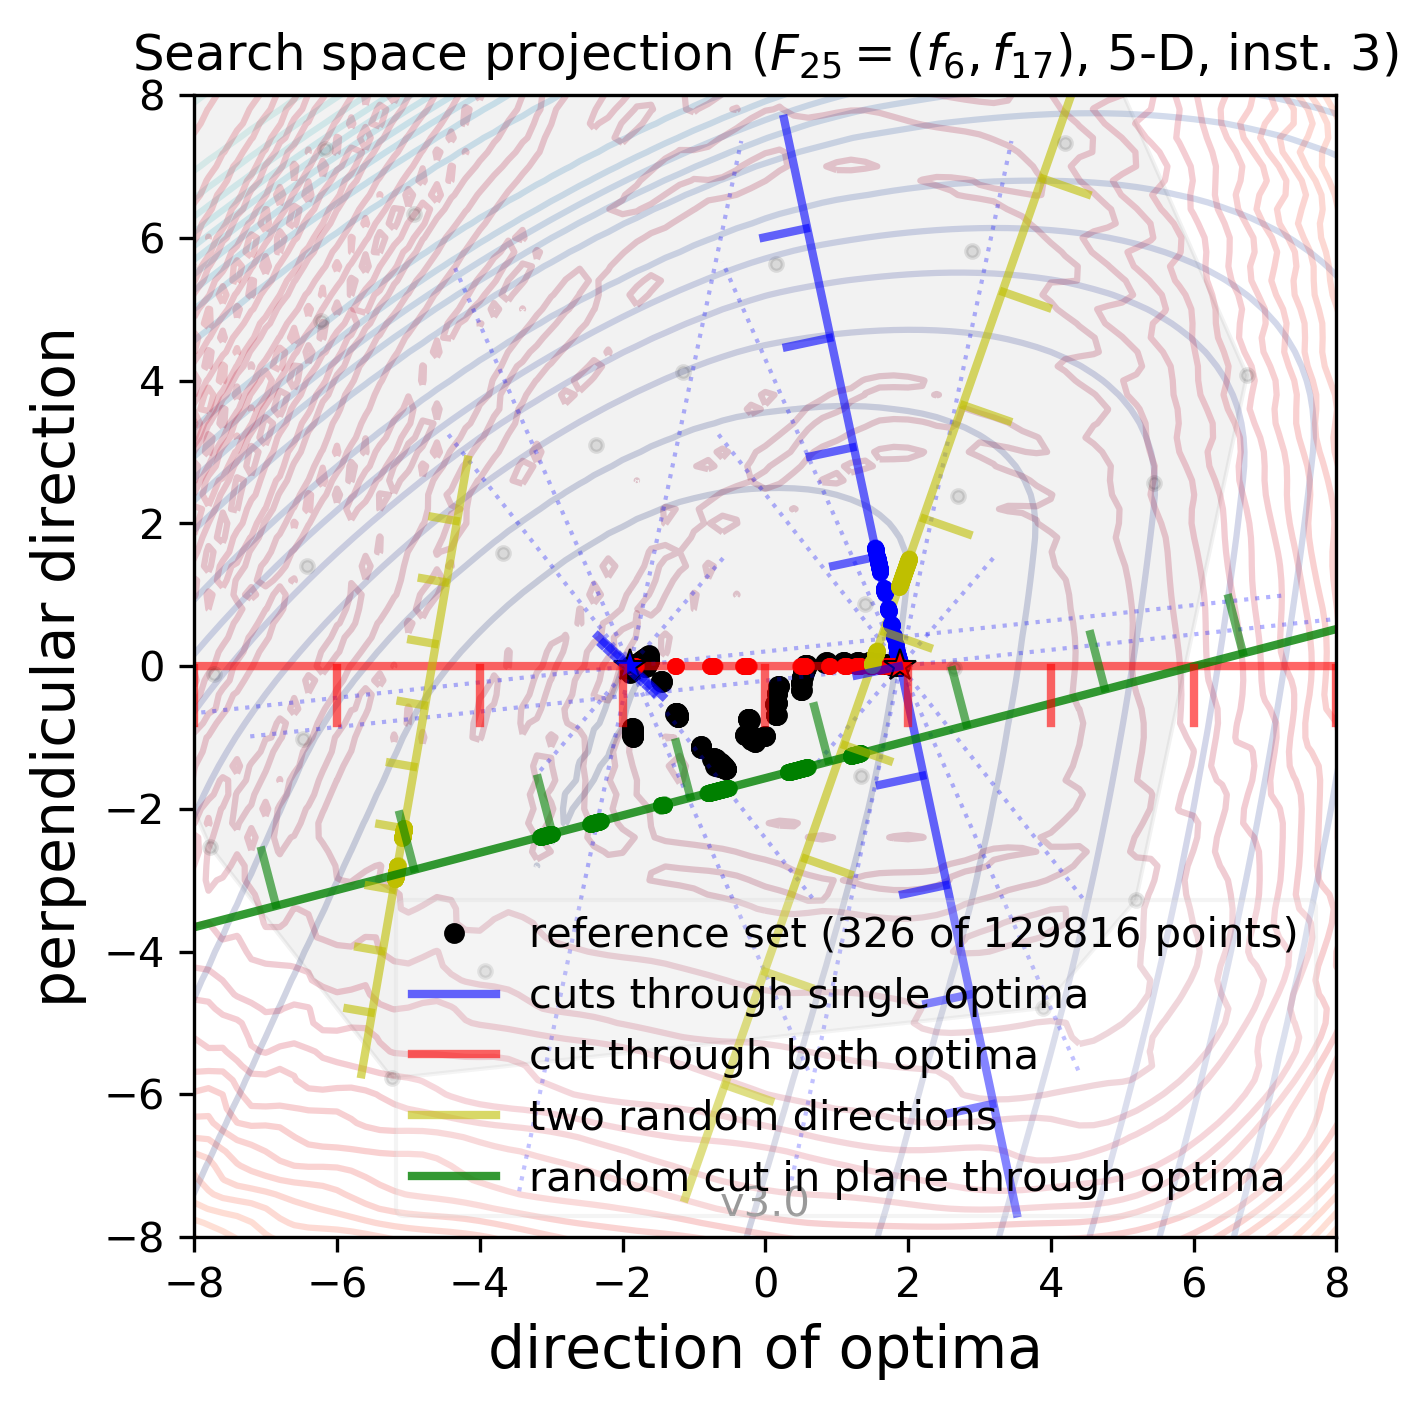 Search space projection (F₂₅ = (f₆, f₁₇), 5-D, inst. 3)
perpendicular direction
8
6
4
2
0
−2
−4
−6
−8
reference set (326 of 129816 points)
cuts through single optima
cut through both optima
two random directions
random cut in plane through optima
v3.0
−8 −6 −4 −2 0 2 4 6 8
direction of optima